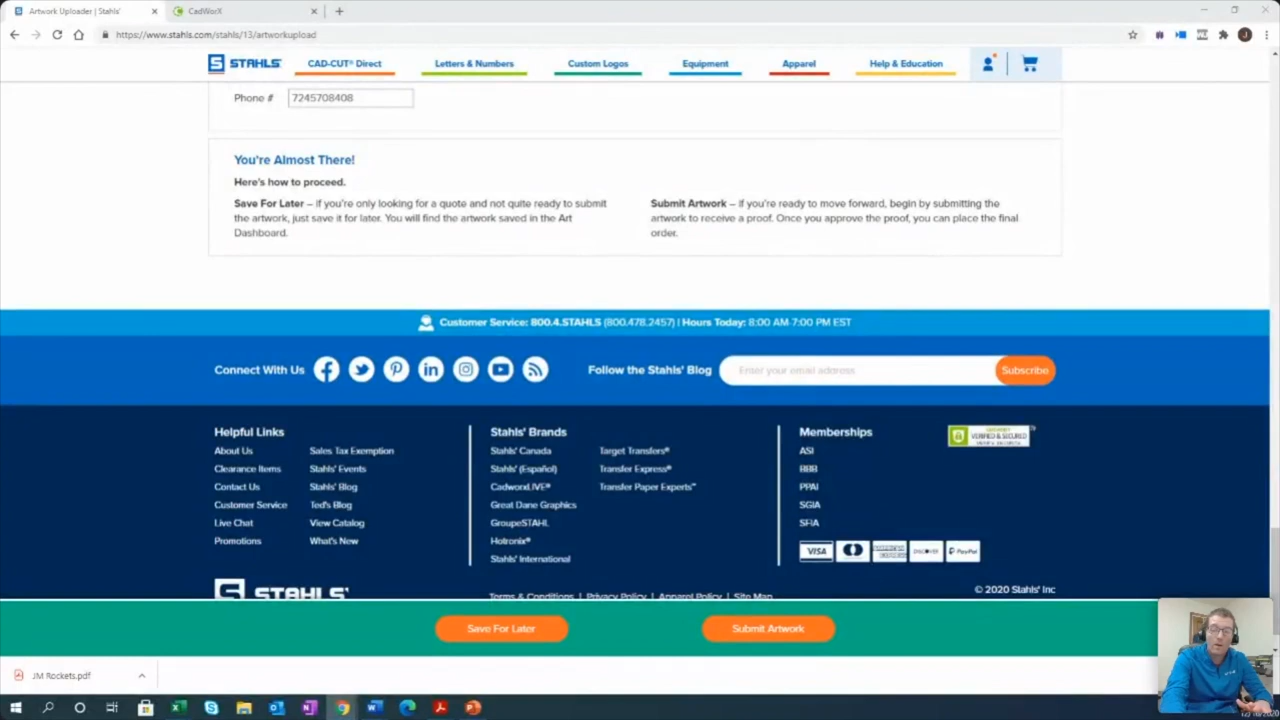 Artwork Uploader | Stahls'
CadWorX
https://www.stahls.com/stahls/13/artworkupload
STAHLS'
CAD-CUT® Direct
Letters & Numbers
Custom Logos
Equipment
Apparel
Help & Education
Phone #
7245708408
You're Almost There!
Here's how to proceed.
Save For Later – if you're only looking for a quote and not quite ready to submit
the artwork, just save it for later. You will find the artwork saved in the Art
Dashboard.
Submit Artwork – if you're ready to move forward, begin by submitting the
artwork to receive a proof. Once you approve the proof, you can place the final
order.
Customer Service: 800.4.STAHLS (800.478.2457) | Hours Today: 8:00 AM-7:00 PM EST
Connect With Us
Follow the Stahls' Blog
Enter your email address
Subscribe
Helpful Links
About Us
Clearance Items
Contact Us
Customer Service
Live Chat
Promotions
Sales Tax Exemption
Stahls' Events
Stahls' Blog
Ted's Blog
View Catalog
What's New
Stahls' Brands
Stahls' Canada
Stahls' (Español)
CadworxLIVE®
Great Dane Graphics
GroupeSTAHL
Hotronix®
Stahls' International
Target Transfers®
Transfer Express®
Transfer Paper Experts™
Memberships
ASI
BBB
PPAI
SGIA
SFIA
VERIFIED & SECURED
VISA
DISCOVER
PayPal
© 2020 Stahls' Inc
STAHLS'
Terms & Conditions | Privacy Policy | Apparel Policy | Site Map
Save For Later
Submit Artwork
JM Rockets.pdf